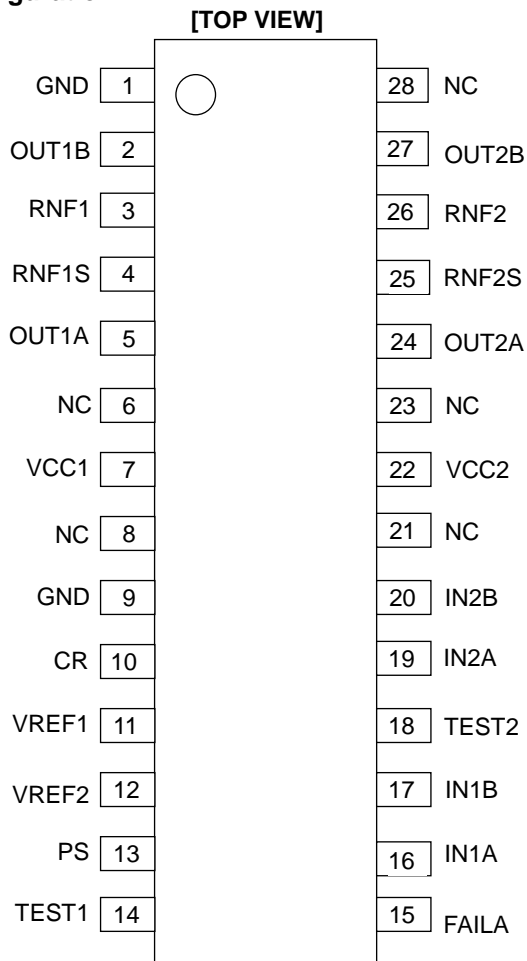 [TOP VIEW]
GND 1 28 NC
OUT1B 2 27 OUT2B
RNF1 3 26 RNF2
RNF1S 4 25 RNF2S
OUT1A 5 24 OUT2A
NC 6 23 NC
VCC1 7 22 VCC2
NC 8 21 NC
GND 9 20 IN2B
CR 10 19 IN2A
VREF1 11 18 TEST2
VREF2 12 17 IN1B
PS 13 16 IN1A
TEST1 14 15 FAILA